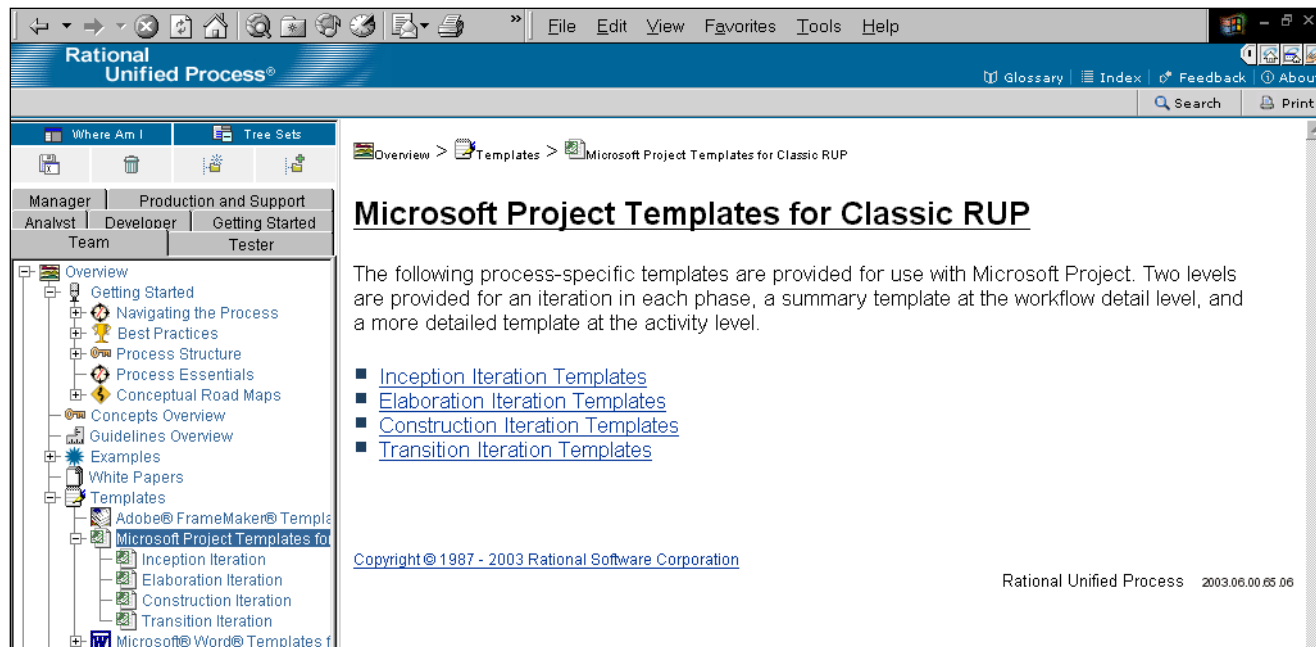 » File Edit View Favorites Tools Help
Rational
Unified Process®
Glossary | Index | Feedback | About
Search Print
Where Am I Tree Sets
Manager Production and Support
Analyst Developer Getting Started
Team Tester
Overview
Getting Started
Navigating the Process
Best Practices
Process Structure
Process Essentials
Conceptual Road Maps
Concepts Overview
Guidelines Overview
Examples
White Papers
Templates
Adobe® FrameMaker® Templa
Microsoft Project Templates for
Inception Iteration
Elaboration Iteration
Construction Iteration
Transition Iteration
Microsoft® Word® Templates f
Overview > Templates > Microsoft Project Templates for Classic RUP
Microsoft Project Templates for Classic RUP
The following process-specific templates are provided for use with Microsoft Project. Two levels
are provided for an iteration in each phase, a summary template at the workflow detail level, and
a more detailed template at the activity level.
Inception Iteration Templates
Elaboration Iteration Templates
Construction Iteration Templates
Transition Iteration Templates
Copyright © 1987 - 2003 Rational Software Corporation
Rational Unified Process 2003.06.00.65.06